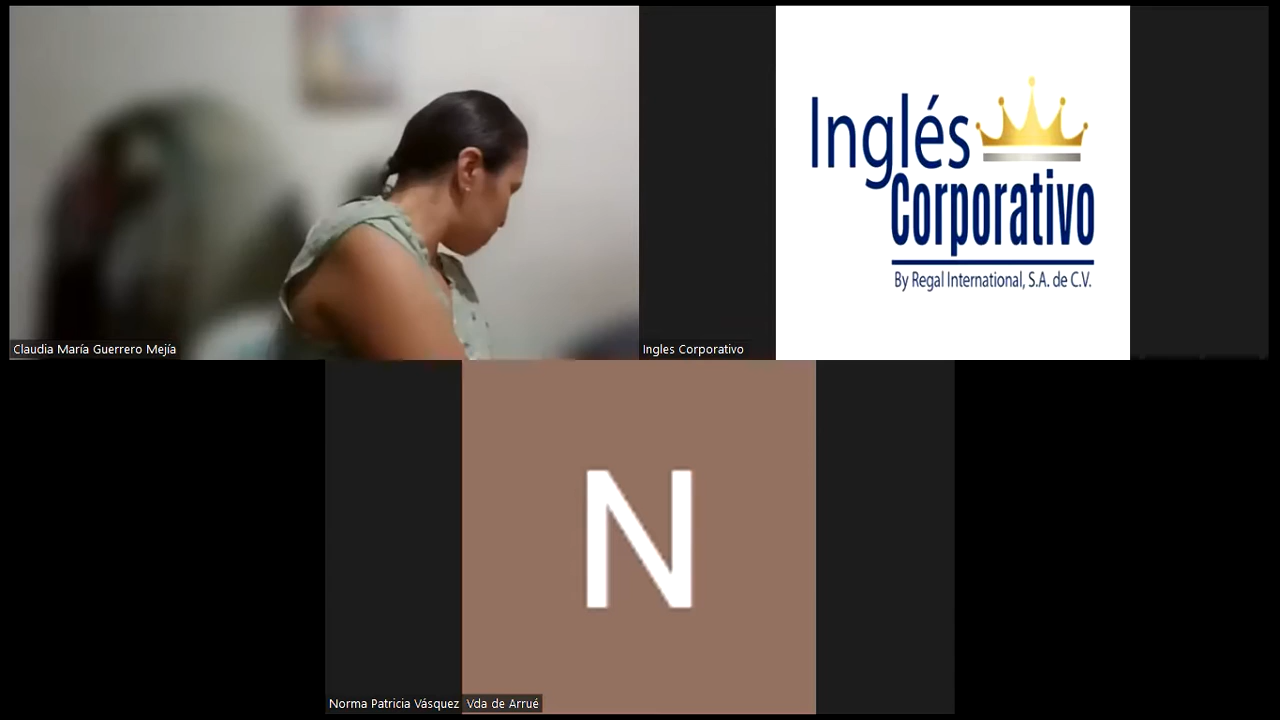 Claudia María Guerrero Mejía
Inglés
Corporativo
By Regal International, S.A. de C.V.
Ingles Corporativo
N
Norma Patricia Vásquez Vda de Arrué